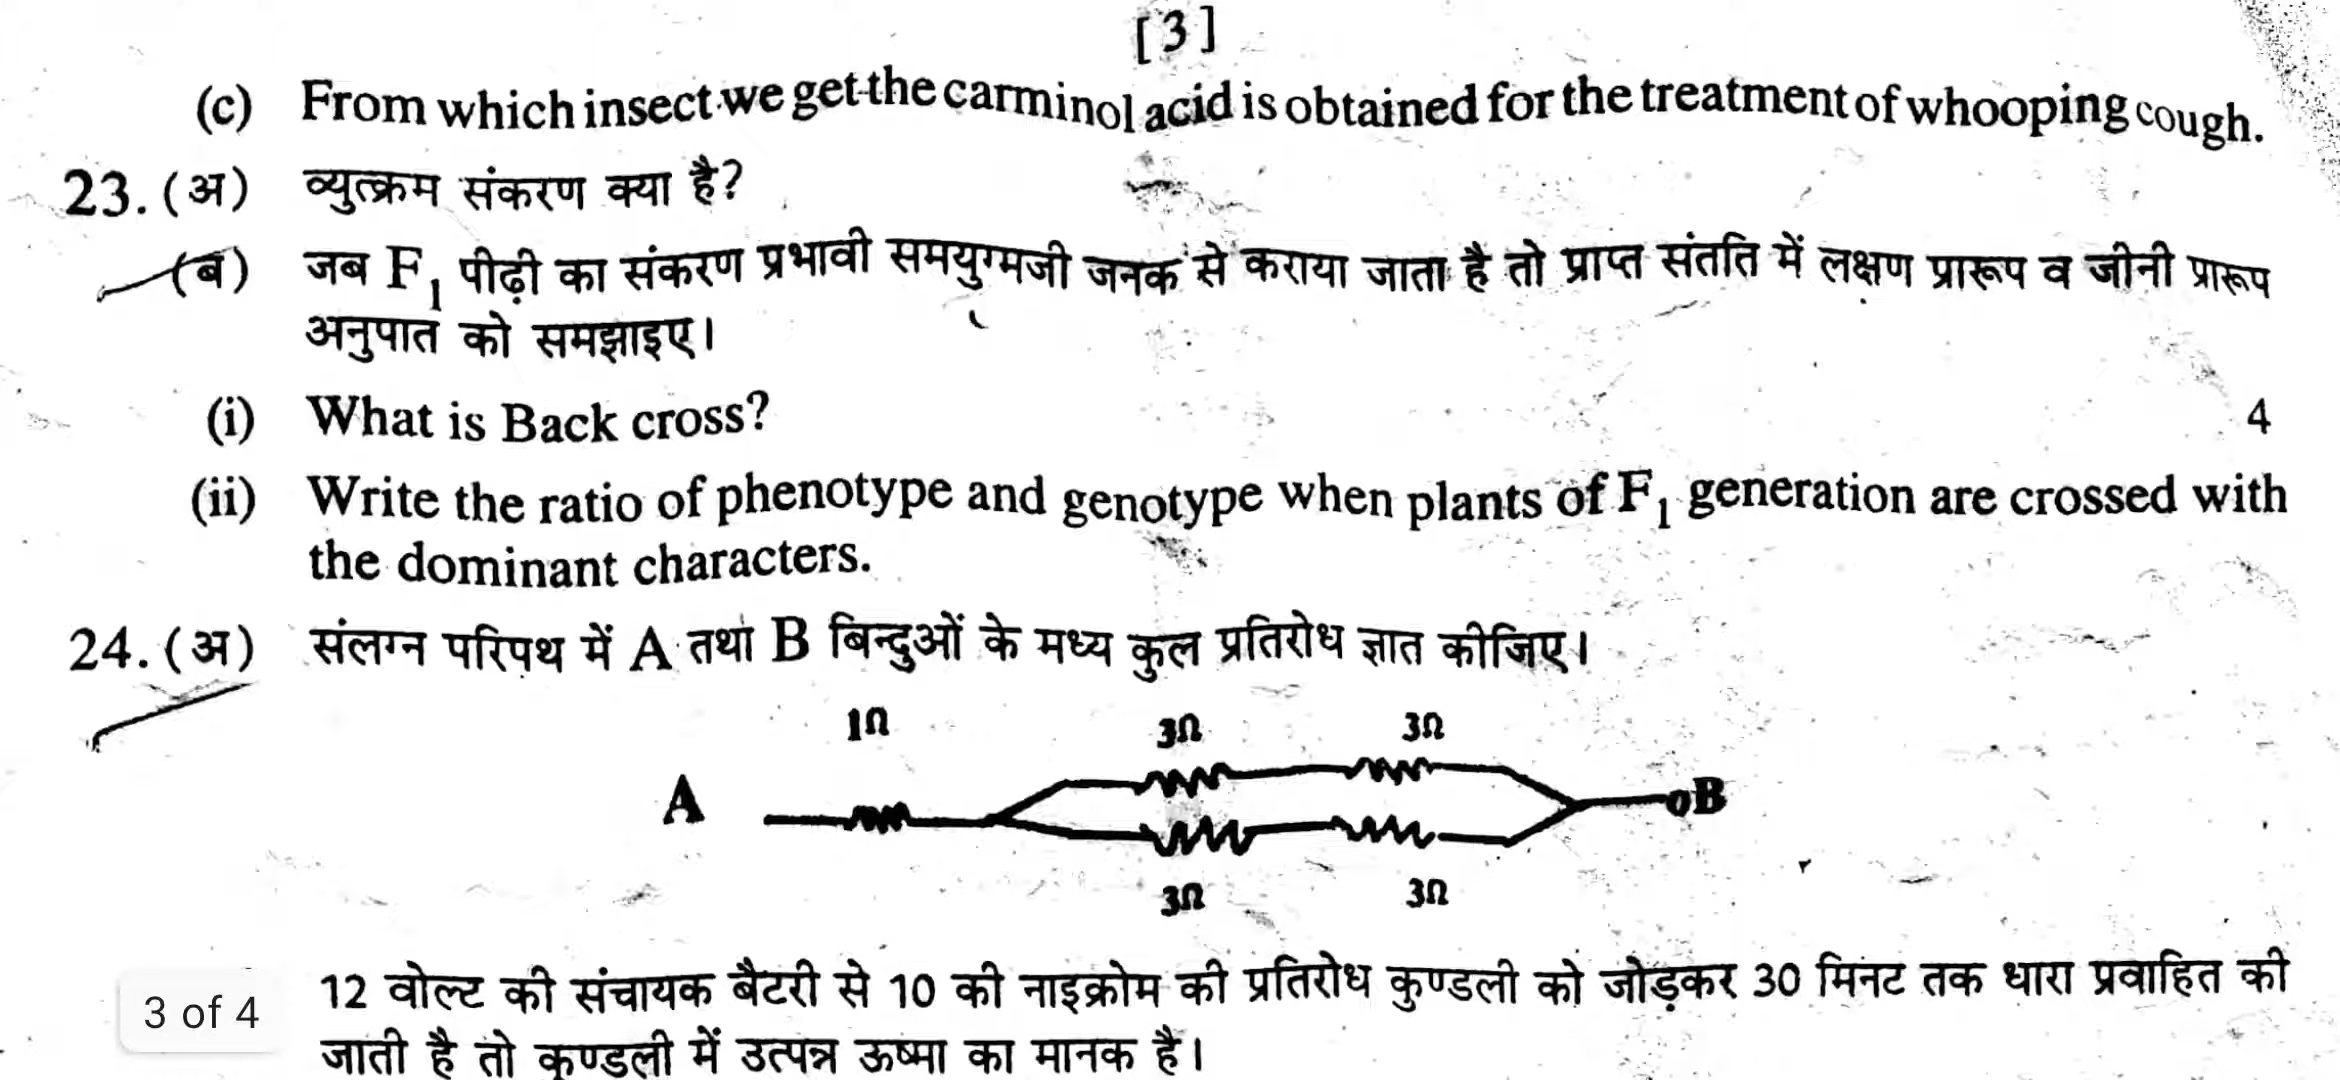 [3]
(c) From which insect we get the carminol acid is obtained for the treatment of whooping cough.
23. (अ) व्युत्क्रम संकरण क्या है?
(ब) जब F₁ पीढ़ी का संकरण प्रभावी समयुग्मजी जनक से कराया जाता है तो प्राप्त संतति में लक्षण प्रारूप व जीनी प्रारूप
अनुपात को समझाइए।
(i) What is Back cross?
4
(ii) Write the ratio of phenotype and genotype when plants of F₁ generation are crossed with
the dominant characters.
24. (अ) संलग्न परिपथ में A तथा B बिन्दुओं के मध्य कुल प्रतिरोध ज्ञात कीजिए।
1Ω 3Ω 3Ω
A B
3Ω 3Ω
12 वोल्ट की संचायक बैटरी से 10 की नाइक्रोम की प्रतिरोध कुण्डली को जोड़कर 30 मिनट तक धारा प्रवाहित की
जाती है तो कुण्डली में उत्पन्न ऊष्मा का मानक है।
3 of 4